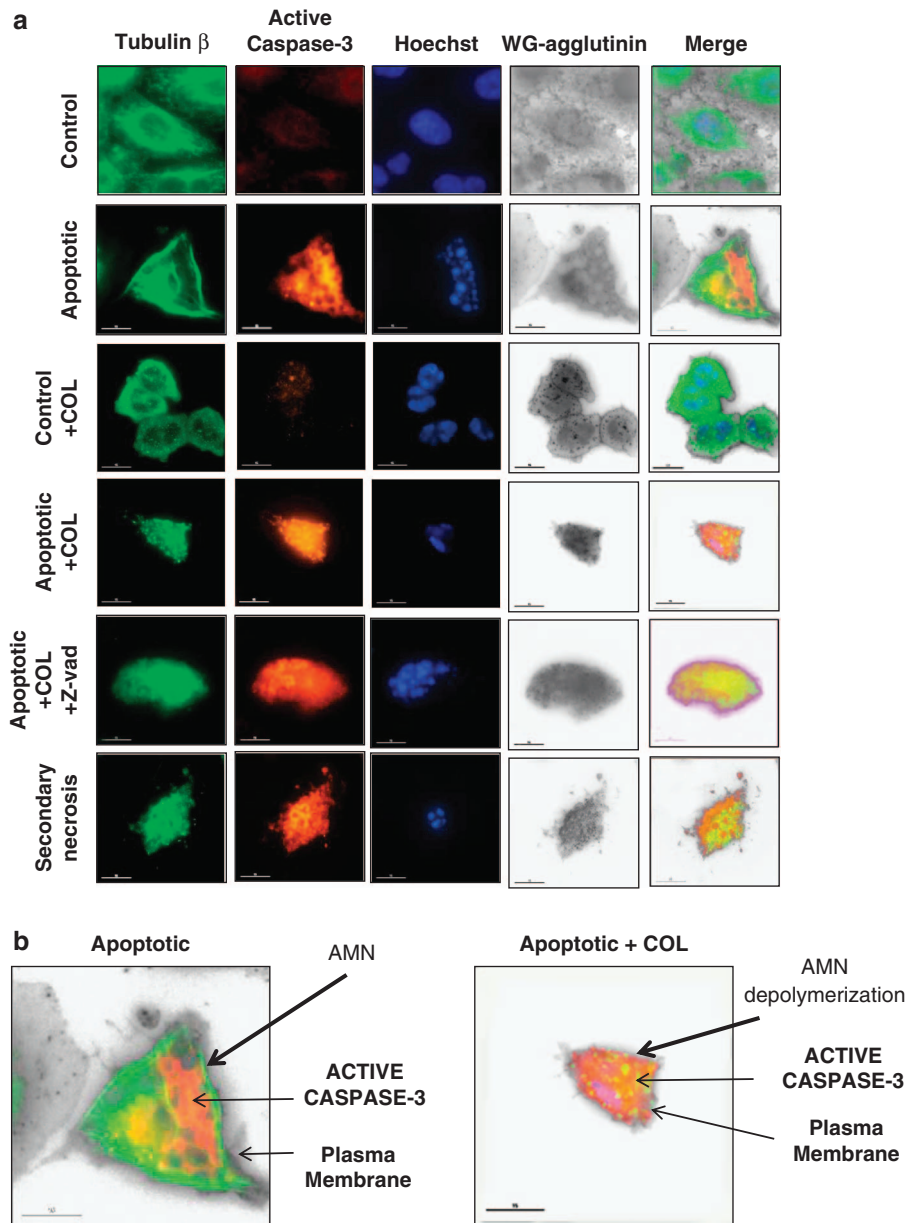 a
Tubulin β
Active
Caspase-3
Hoechst
WG-agglutinin
Merge
Control
Apoptotic
Control
+COL
Apoptotic
+COL
Apoptotic
+COL
+Z-vad
Secondary
necrosis
b
Apoptotic
AMN
ACTIVE
CASPASE-3
Plasma
Membrane
Apoptotic + COL
AMN
depolymerization
ACTIVE
CASPASE-3
Plasma
Membrane